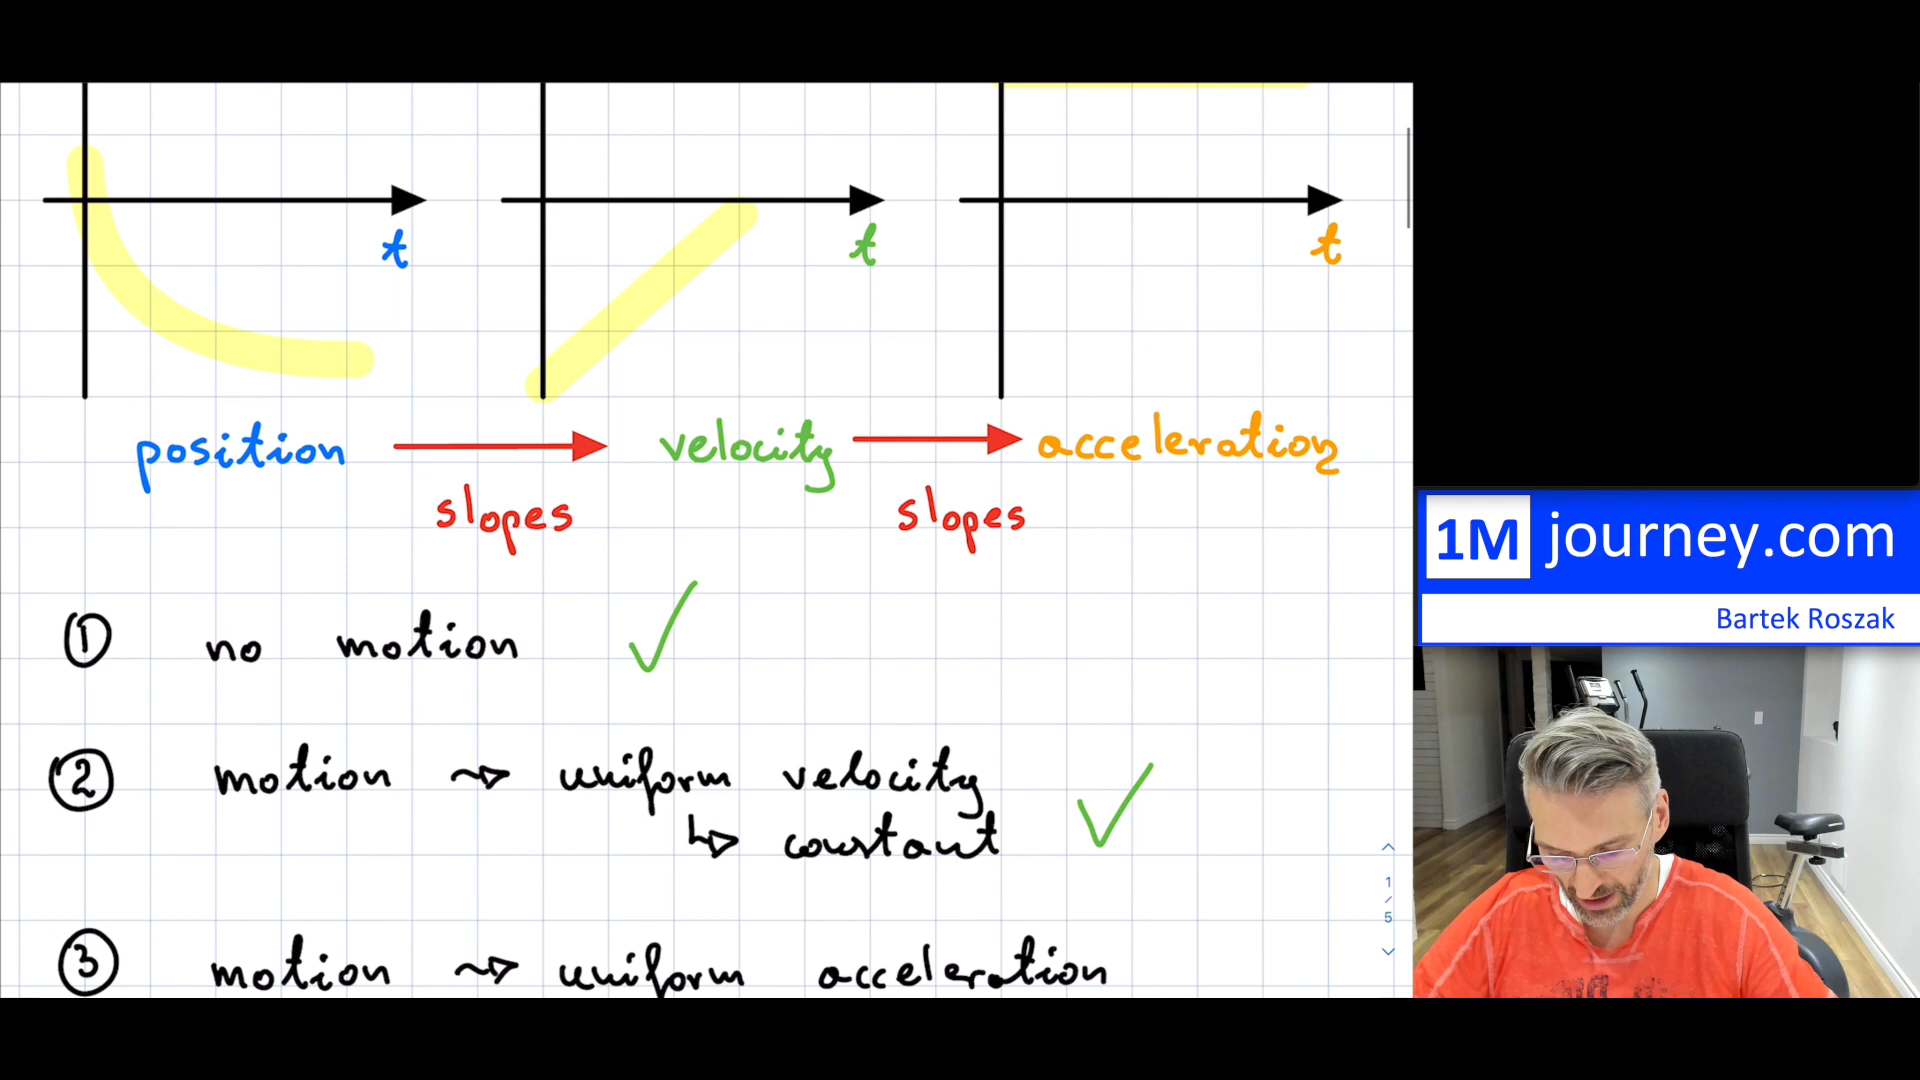 t t t
position velocity acceleration
slopes slopes
1 no motion
2 motion uniform velocity
constant
3 motion uniform acceleration
1
/
5
1M journey.com
Bartek Roszak